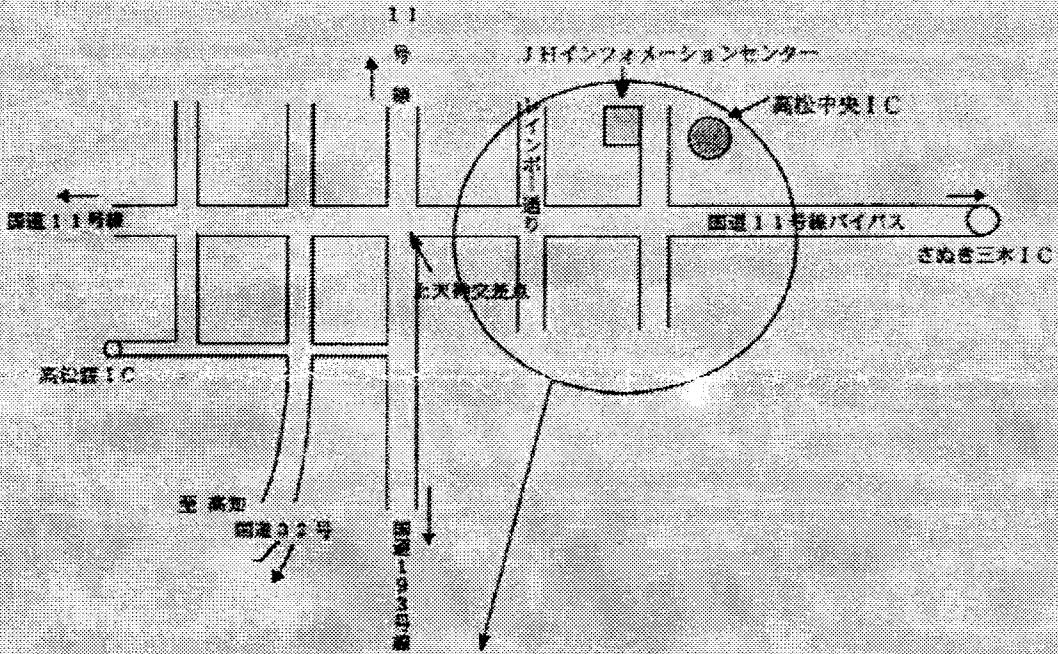 11
号
線
JHインフォメーションセンター
高松中央IC
レインボー通り
国道11号線
国道11号線バイパス
さぬき三木IC
上天神交差点
高松西IC
至 高知
国道32号
国道193号線